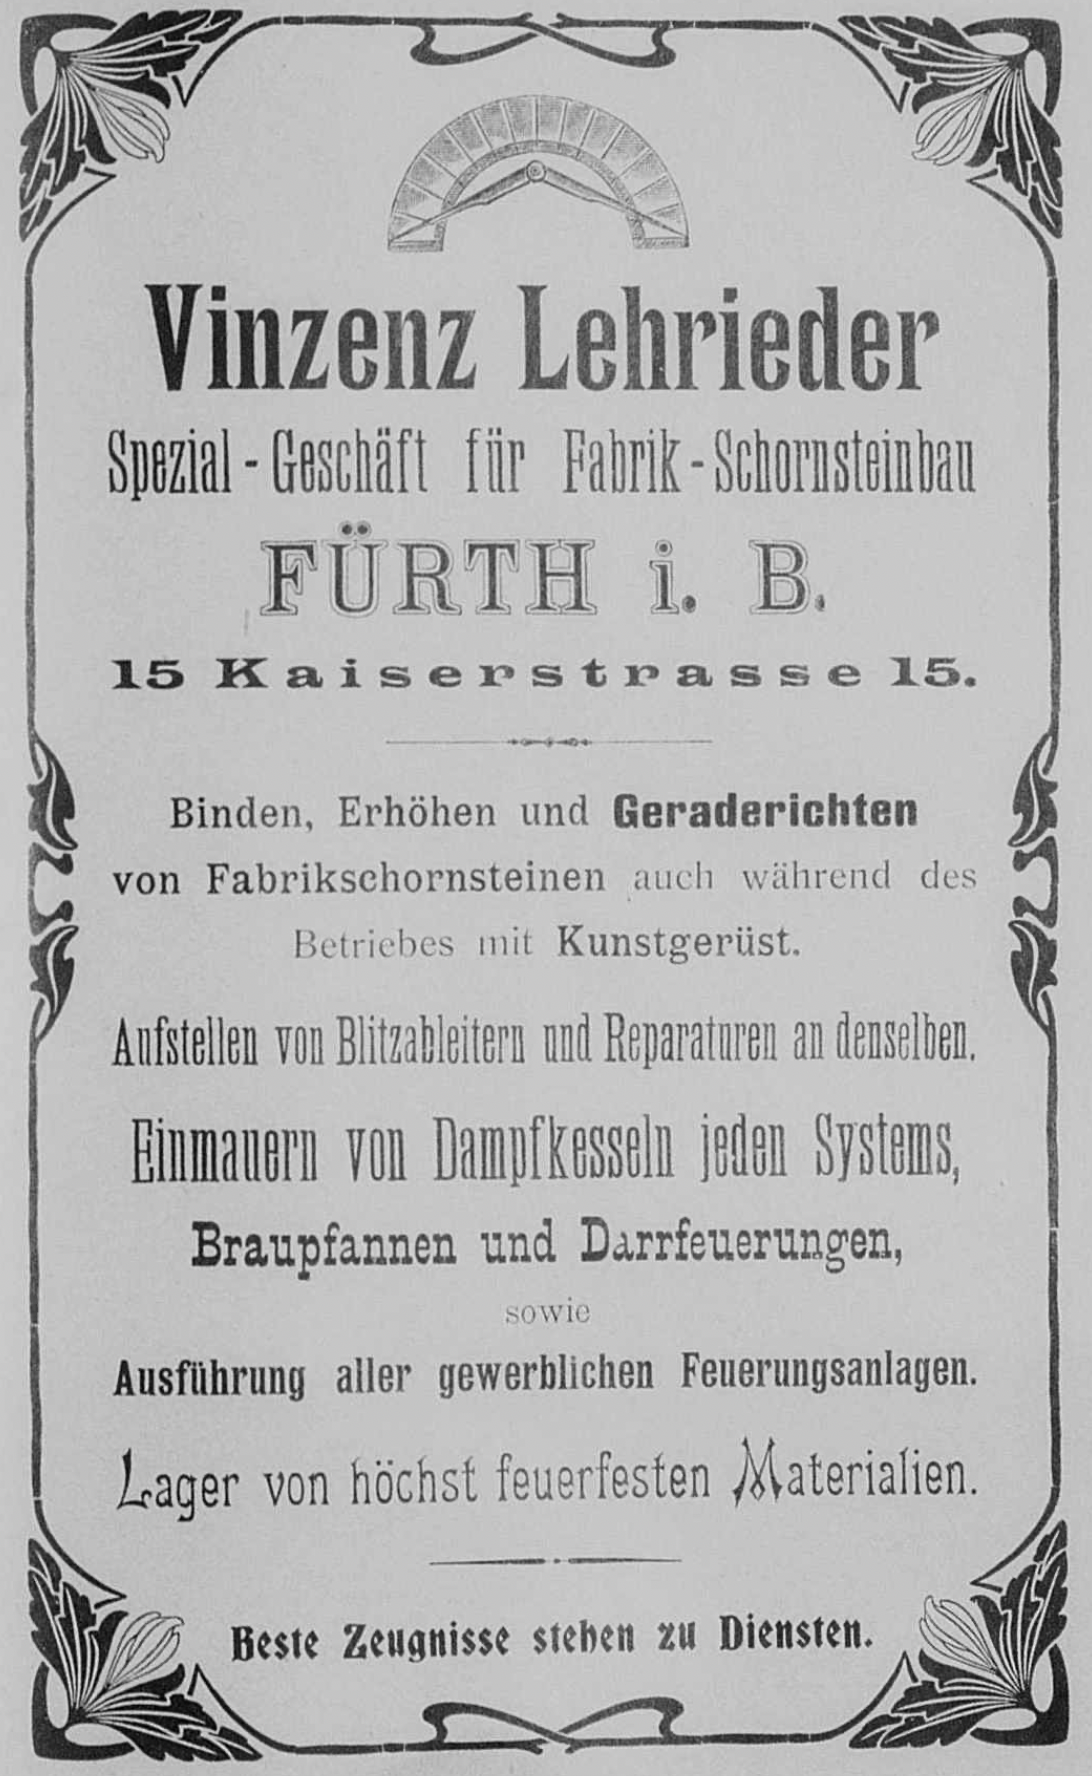 Vinzenz Lehrieder
Spezial-Geschäft für Fabrik-Schornsteinbau
FÜRTH i. B.
15 Kaiserstrasse 15.
Binden, Erhöhen und Geraderichten
von Fabrikschornsteinen auch während des
Betriebes mit Kunstgerüst.
Aufstellen von Blitzableitern und Reparaturen an denselben.
Einmauern von Dampfkesseln jeden Systems,
Braupfannen und Darrfeuerungen,
sowie
Ausführung aller gewerblichen Feuerungsanlagen.
Lager von höchst feuerfesten Materialien.
Beste Zeugnisse stehen zu Diensten.